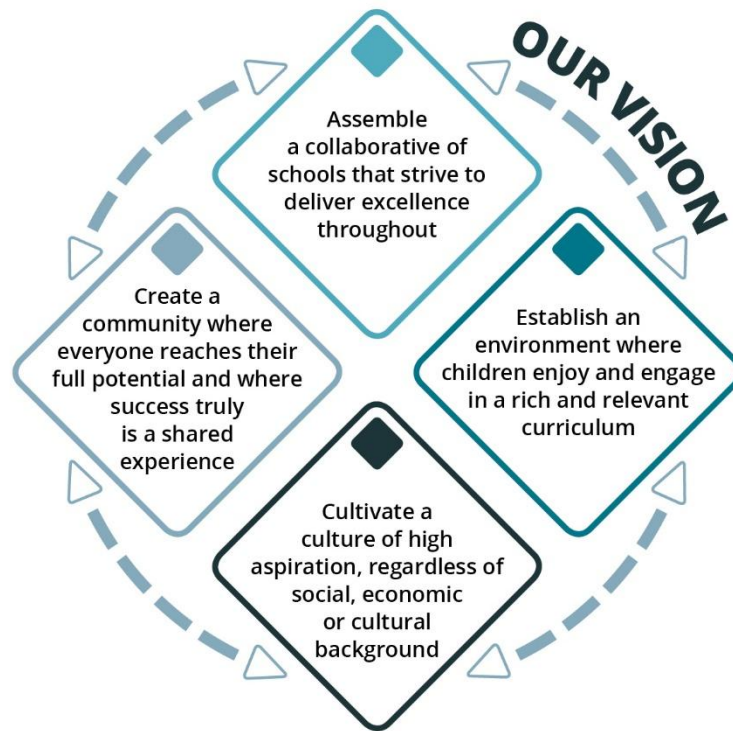 OUR VISION
Assemble
a collaborative of
schools that strive to
deliver excellence
throughout
Establish an
environment where
children enjoy and engage
in a rich and relevant
curriculum
Cultivate a
culture of high
aspiration, regardless of
social, economic
or cultural
background
Create a
community where
everyone reaches their
full potential and where
success truly
is a shared
experience